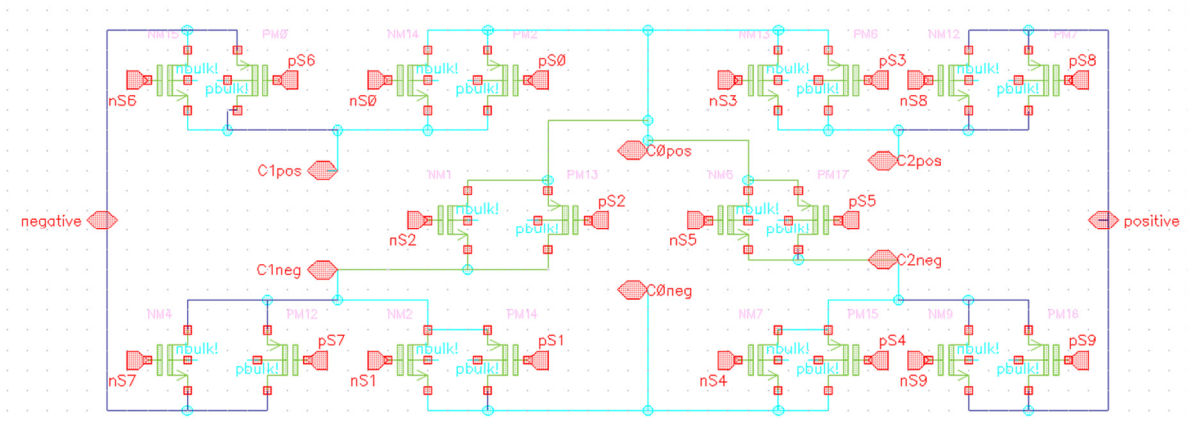 NM15 PM0 NM14 PM2 NM13 PM6 NM12 PM7
pS6 pS0 pS3 pS8
nbulk! nbulk! nbulk! nbulk!
pbulk! pbulk! pbulk! pbulk!
nS6 nS0 nS3 nS8
C0pos
C1pos C2pos
NM1 PM13 PM17
pS2 pS5
nbulk! nbulk!
negative positive
pbulk! pbulk!
nS2 nS5
C1neg C2neg
C0neg
NM4 PM12 NM2 PM14 NM7 PM15 NM9 PM16
pS7 pS1 pS4 pS9
nbulk! nbulk! nbulk! nbulk!
pbulk! pbulk! pbulk! pbulk!
nS7 nS1 nS4 nS9